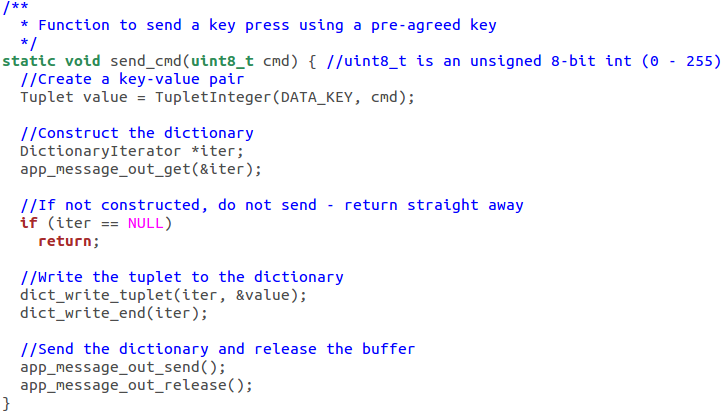 /**
 * Function to send a key press using a pre-agreed key
 */
static void send_cmd(uint8_t cmd) { //uint8_t is an unsigned 8-bit int (0 - 255)
  //Create a key-value pair
  Tuplet value = TupletInteger(DATA_KEY, cmd);

  //Construct the dictionary
  DictionaryIterator *iter;
  app_message_out_get(&iter);

  //If not constructed, do not send - return straight away
  if (iter == NULL)
    return;

  //Write the tuplet to the dictionary
  dict_write_tuplet(iter, &value);
  dict_write_end(iter);

  //Send the dictionary and release the buffer
  app_message_out_send();
  app_message_out_release();
}